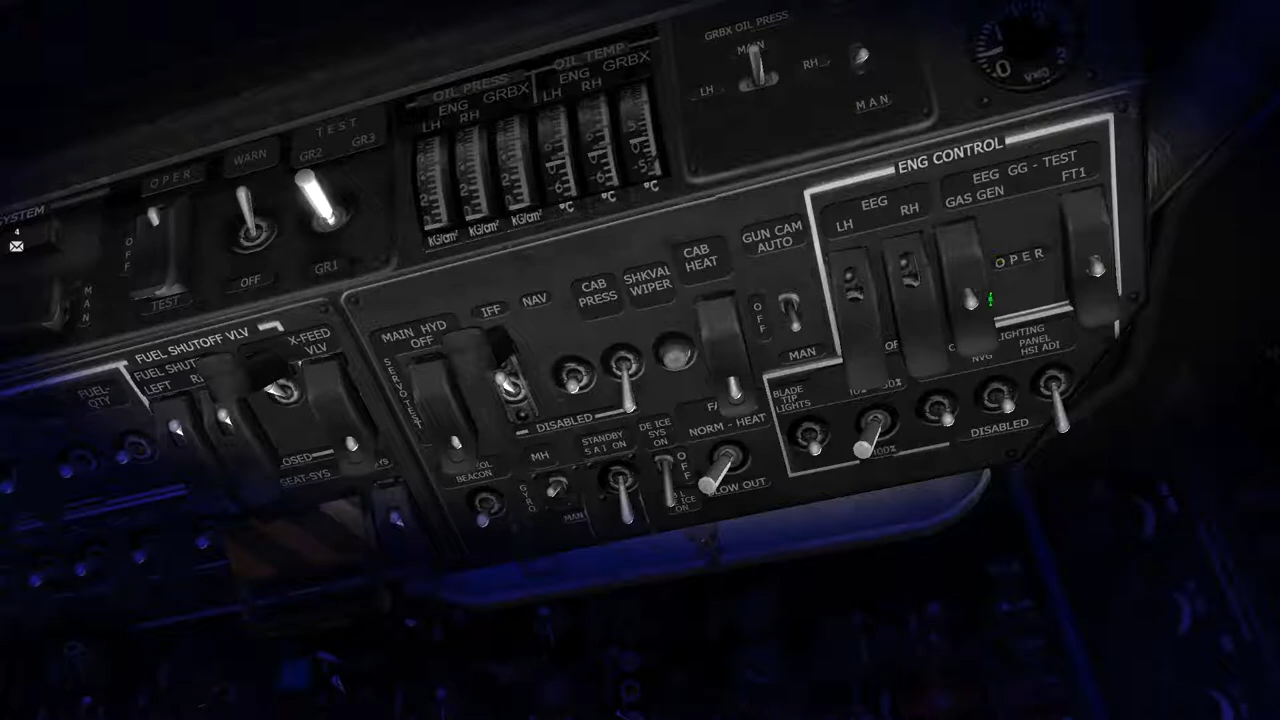 SYSTEM
4
OPER
OFF
TEST
MAN
WARN
OFF
TEST
GR2 GR3
GR1
OIL PRESS
ENG GRBX
LH RH
OIL TEMP
ENG GRBX
LH RH
KG/cm² KG/cm² KG/cm² °C °C °C
GRBX OIL PRESS
MAN
LH
RH
MAN
ENG CONTROL
EEG
LH RH
EEG GG - TEST
GAS GEN FT1
OPER
FUEL SHUTOFF VLV
LEFT
X-FEED
VLV
FUEL-
QTY
SEAT-SYS
MAIN HYD
OFF
IFF
NAV
CAB
PRESS
SHKVAL
WIPER
CAB
HEAT
GUN CAM
AUTO
OFF
MAN
DISABLED
BEACON
MH
GYRO
MAN
STANDBY
SAI ON
DE ICE
SYS
ON
OFF
NORM - HEAT
BLADE
TIP
LIGHTS
NVG
LIGHTING
PANEL
HSI ADI
DISABLED